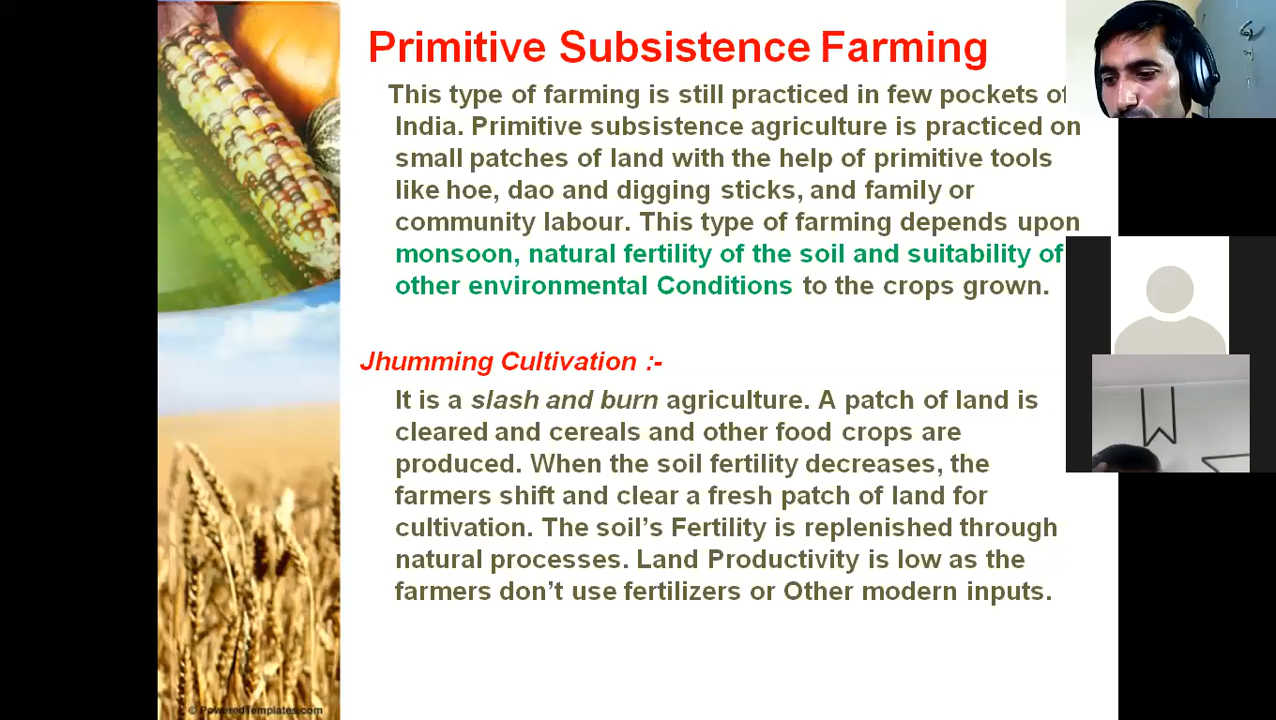 Primitive Subsistence Farming
This type of farming is still practiced in few pockets of
India. Primitive subsistence agriculture is practiced on
small patches of land with the help of primitive tools
like hoe, dao and digging sticks, and family or
community labour. This type of farming depends upon
monsoon, natural fertility of the soil and suitability of
other environmental Conditions to the crops grown.
Jhumming Cultivation :-
It is a slash and burn agriculture. A patch of land is
cleared and cereals and other food crops are
produced. When the soil fertility decreases, the
farmers shift and clear a fresh patch of land for
cultivation. The soil’s Fertility is replenished through
natural processes. Land Productivity is low as the
farmers don’t use fertilizers or Other modern inputs.
© PoweredTemplates.com